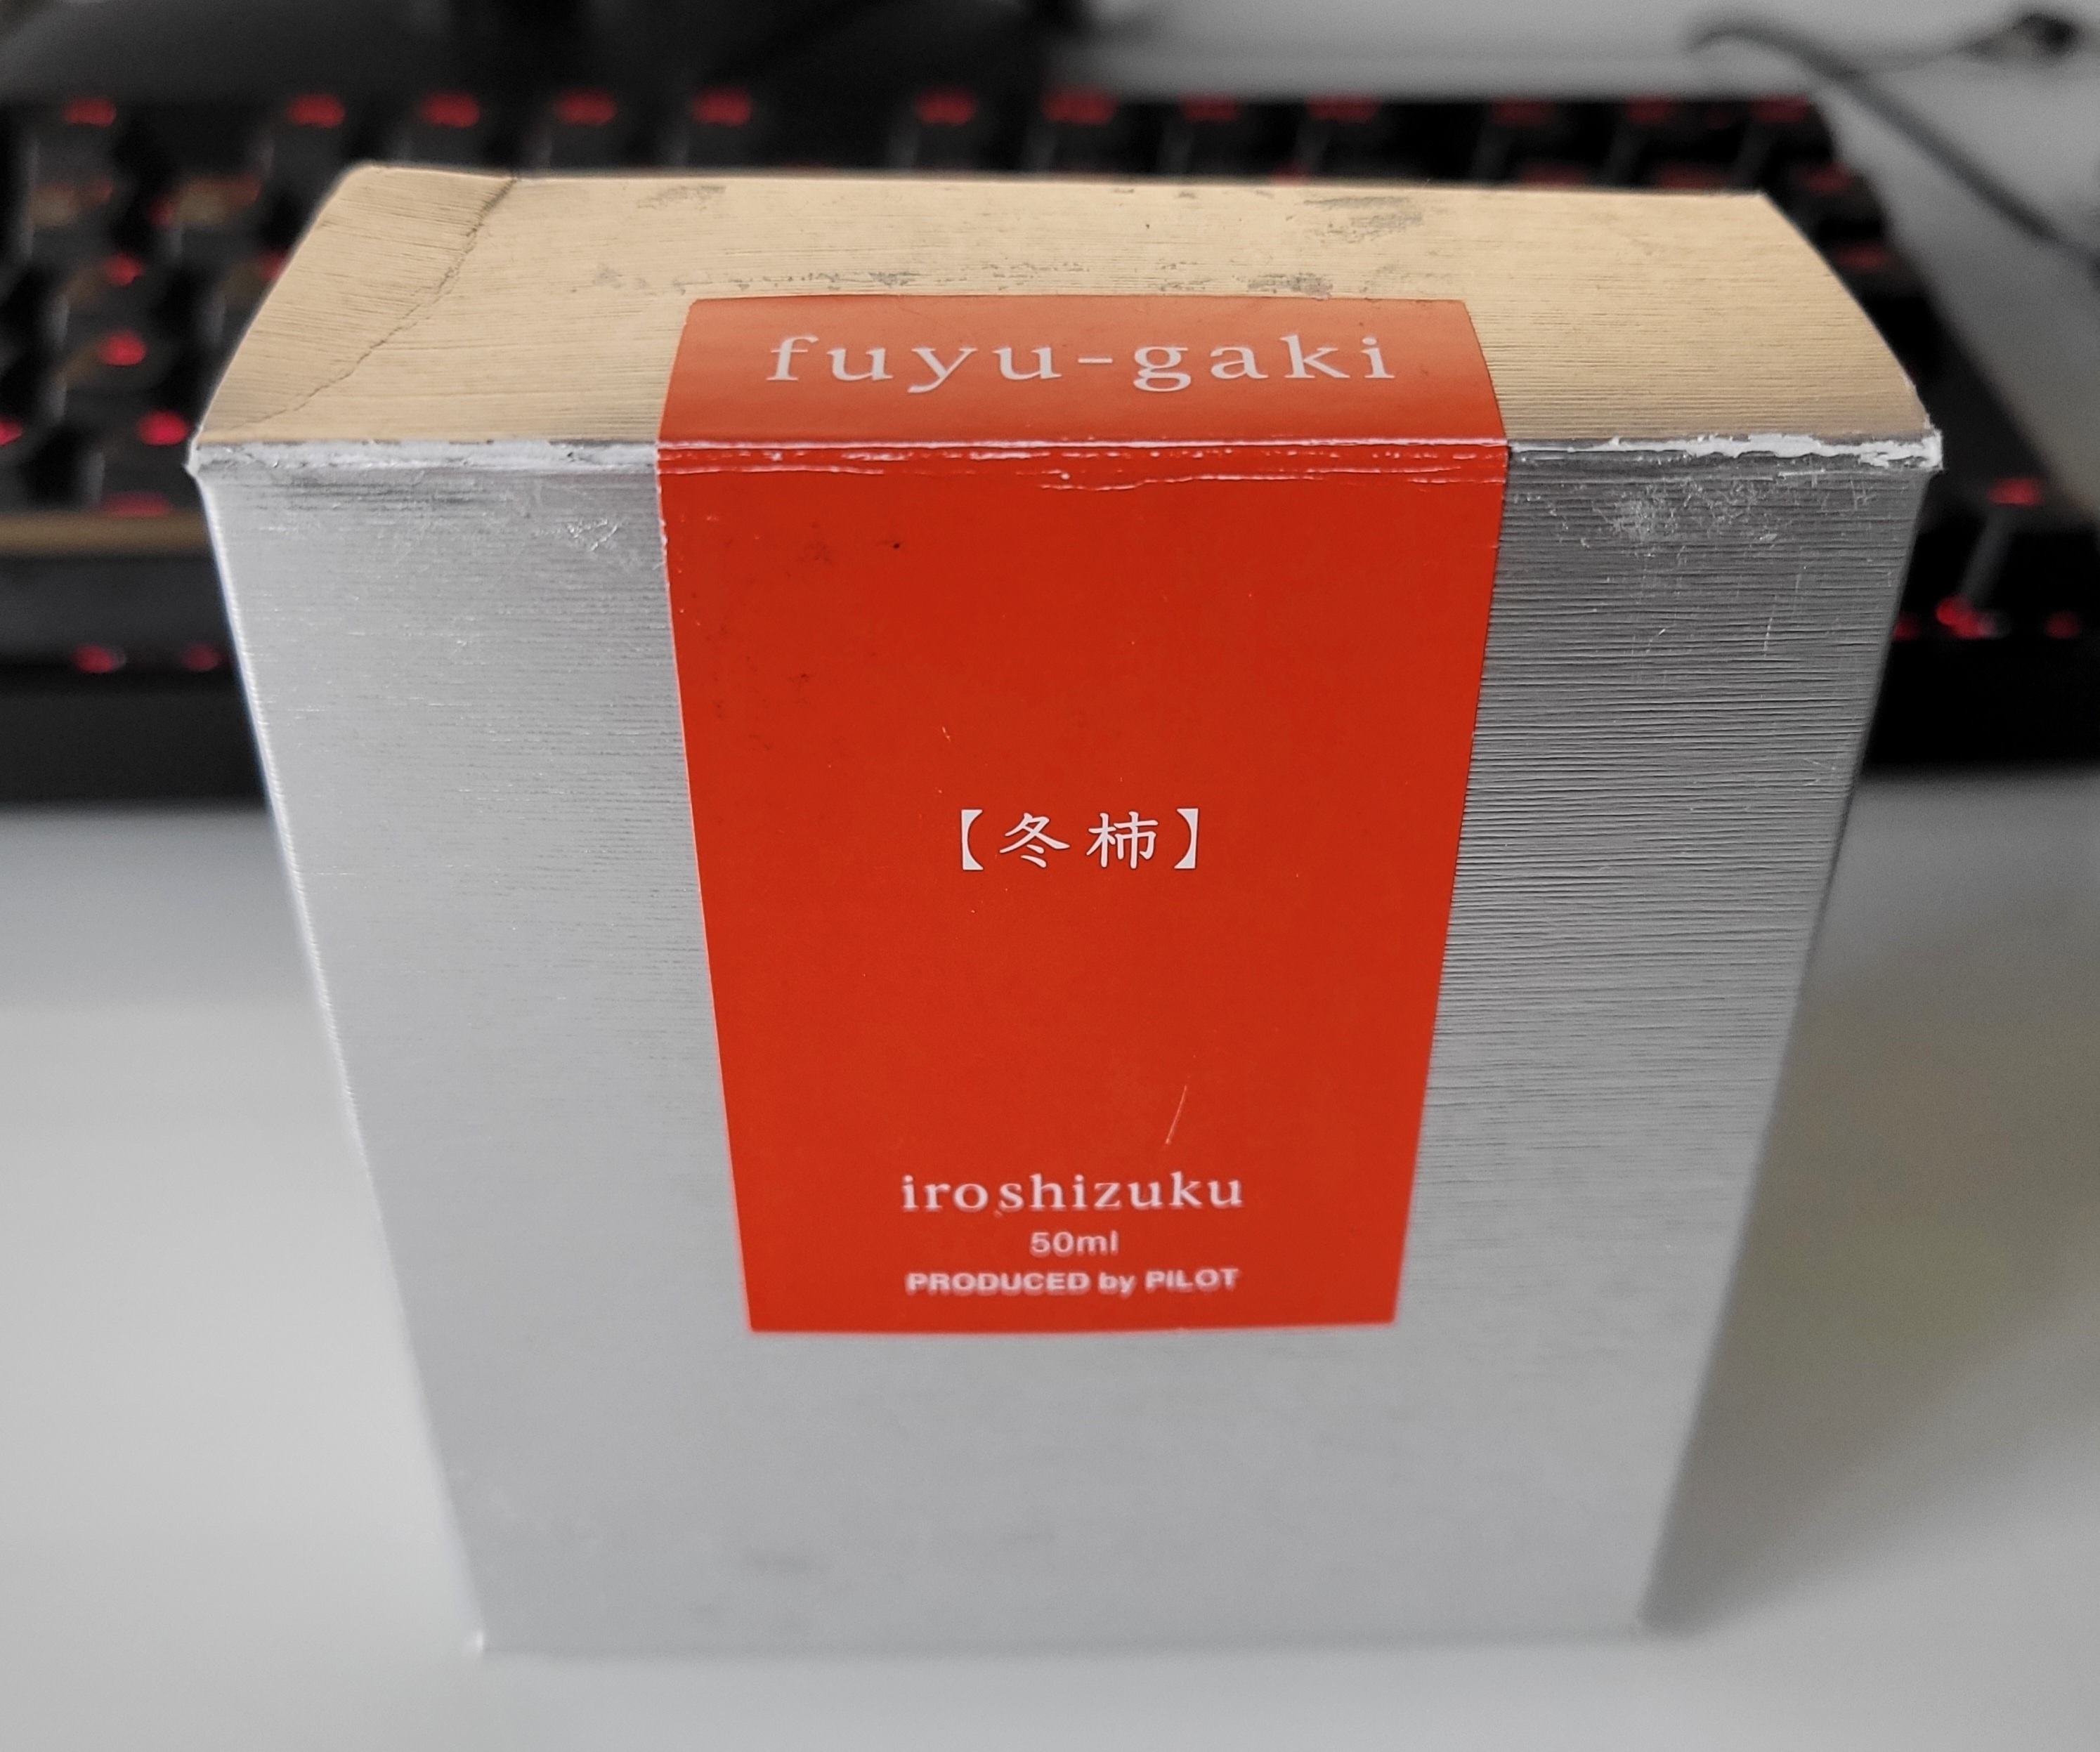 fuyu-gaki
【冬柿】
iroshizuku
50ml
PRODUCED by PILOT